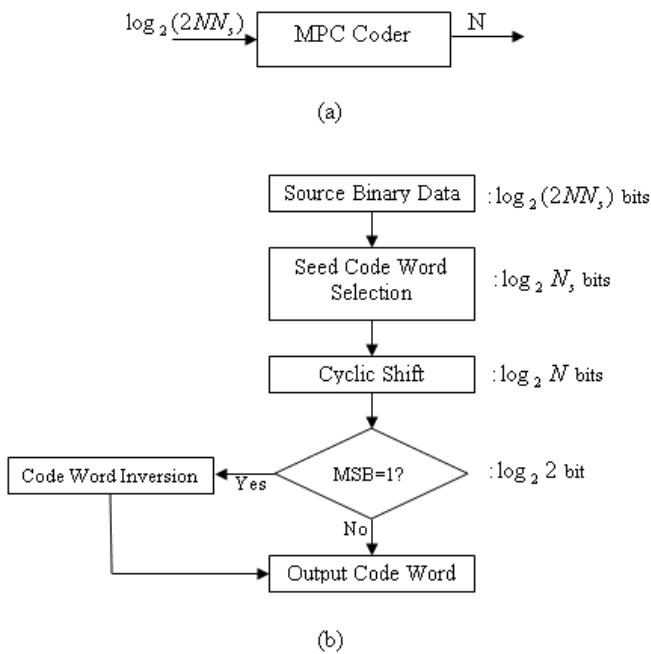 log₂(2NNₛ)
MPC Coder
N
(a)
Source Binary Data
:log₂(2NNₛ) bits
Seed Code Word
Selection
:log₂ Nₛ bits
Cyclic Shift
:log₂ N bits
MSB=1?
:log₂ 2 bit
Code Word Inversion
Yes
No
Output Code Word
(b)